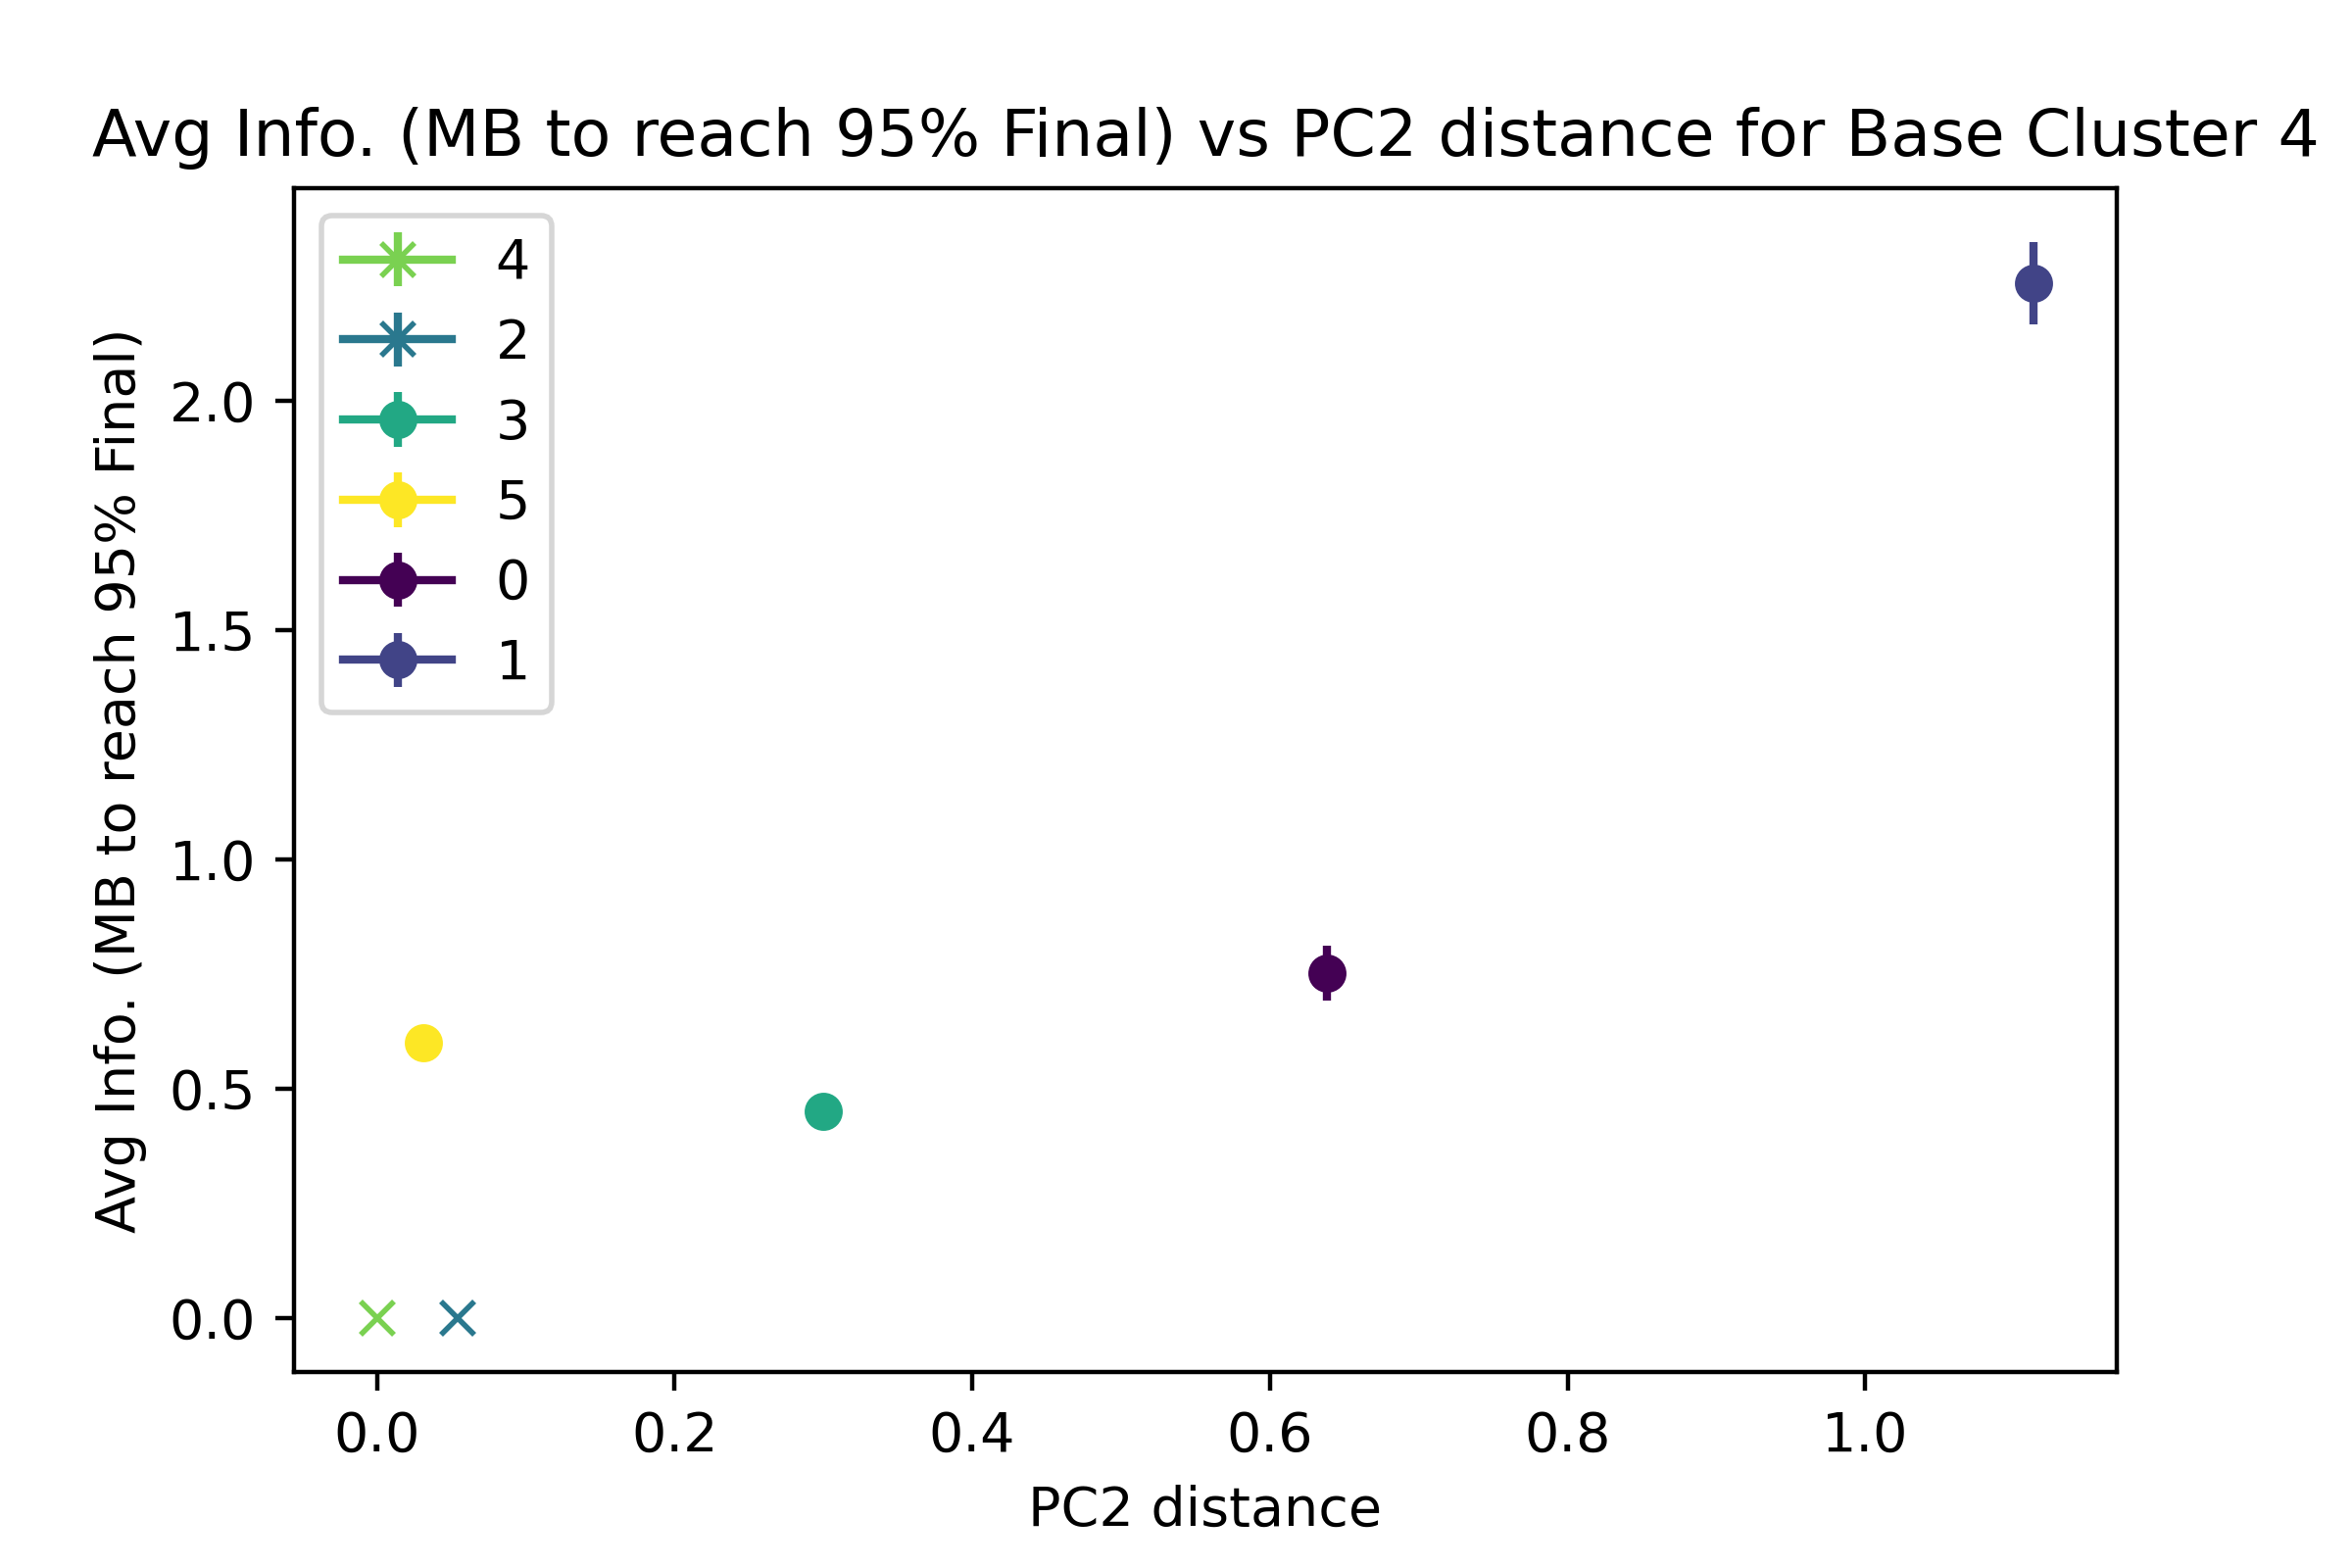 Avg Info. (MB to reach 95% Final) vs PC2 distance for Base Cluster 4
4
2
3
5
0
1
Avg Info. (MB to reach 95% Final)
2.0
1.5
1.0
0.5
0.0
0.0 0.2 0.4 0.6 0.8 1.0
PC2 distance